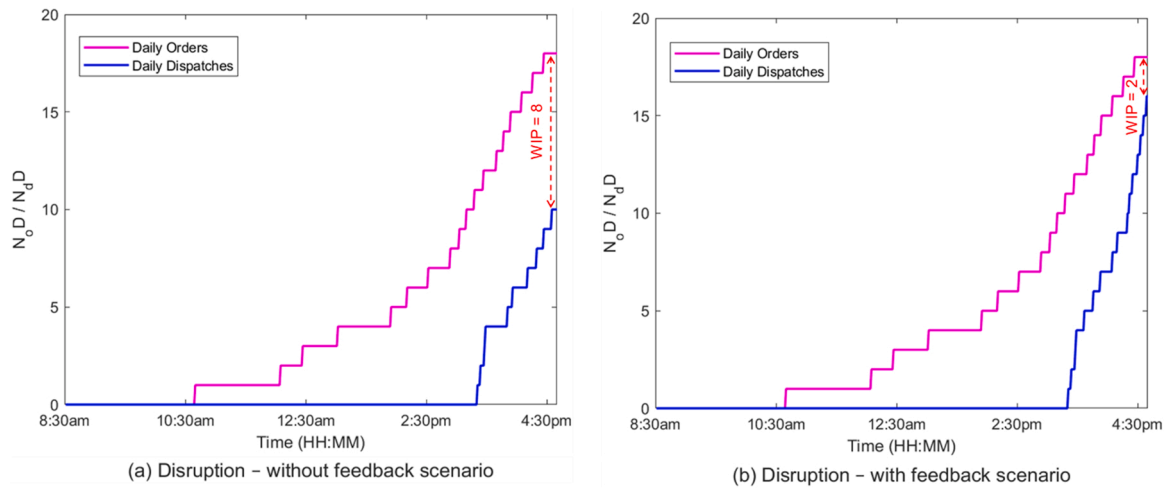 20
15
10
5
0
N_oD / N_dD
Daily Orders
Daily Dispatches
WIP = 8
8:30am 10:30am 12:30am 2:30pm 4:30pm
Time (HH:MM)
(a) Disruption – without feedback scenario
20
15
10
5
0
N_oD / N_dD
Daily Orders
Daily Dispatches
WIP = 2
8:30am 10:30am 12:30am 2:30pm 4:30pm
Time (HH:MM)
(b) Disruption – with feedback scenario